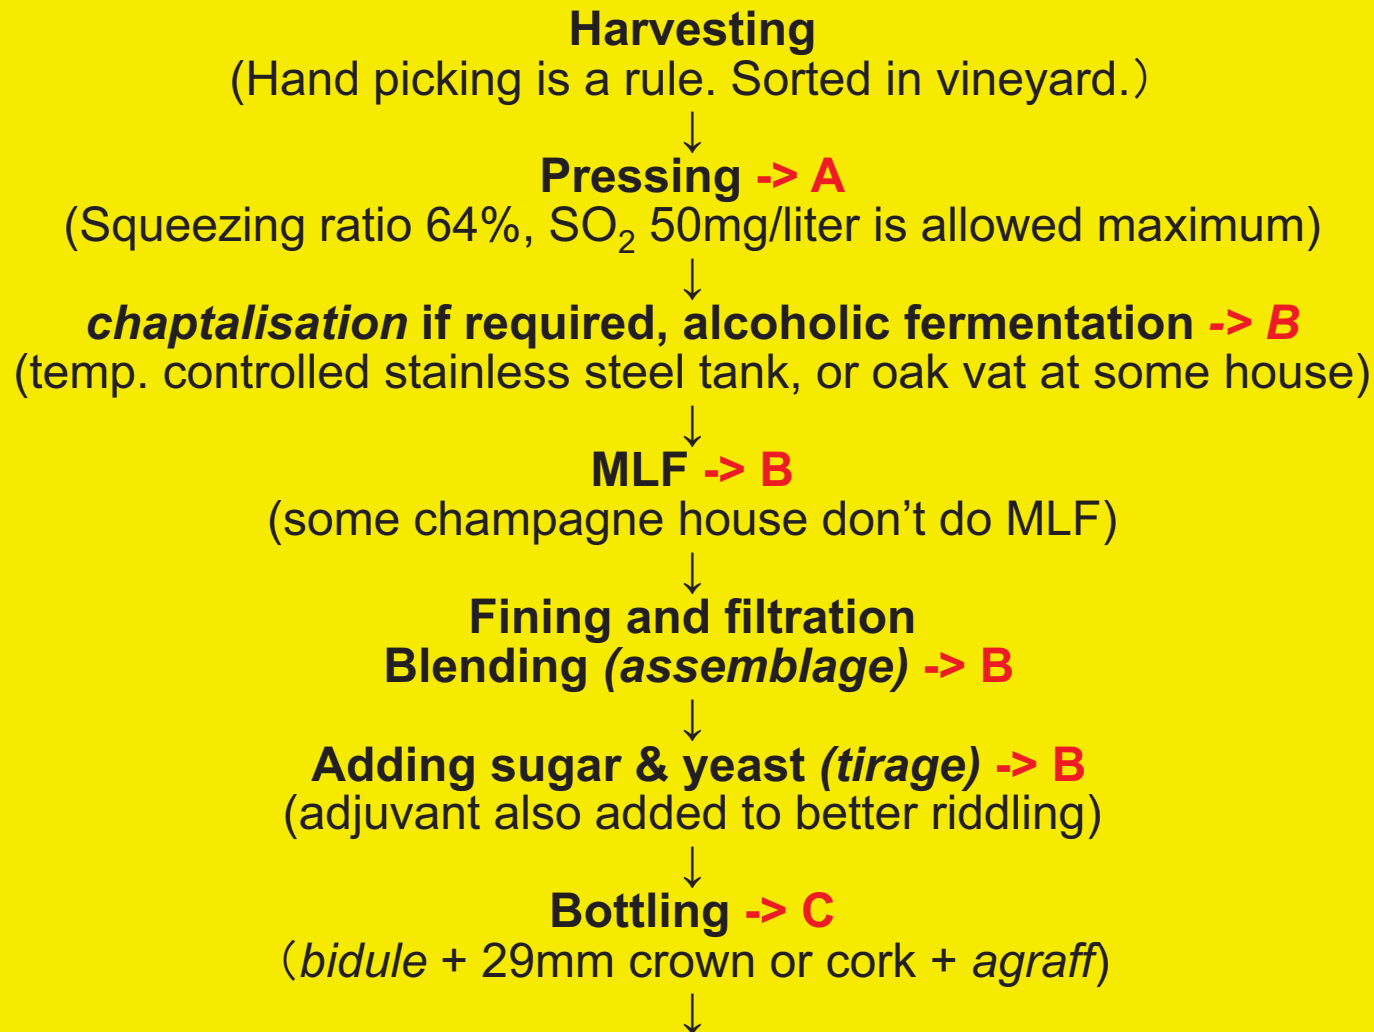 Harvesting
(Hand picking is a rule. Sorted in vineyard.）
↓
Pressing -> A
(Squeezing ratio 64%, SO₂ 50mg/liter is allowed maximum)
↓
chaptalisation if required, alcoholic fermentation -> B
(temp. controlled stainless steel tank, or oak vat at some house)
↓
MLF -> B
(some champagne house don’t do MLF)
↓
Fining and filtration
Blending (assemblage) -> B
↓
Adding sugar & yeast (tirage) -> B
(adjuvant also added to better riddling)
↓
Bottling -> C
（bidule + 29mm crown or cork + agraff)
↓